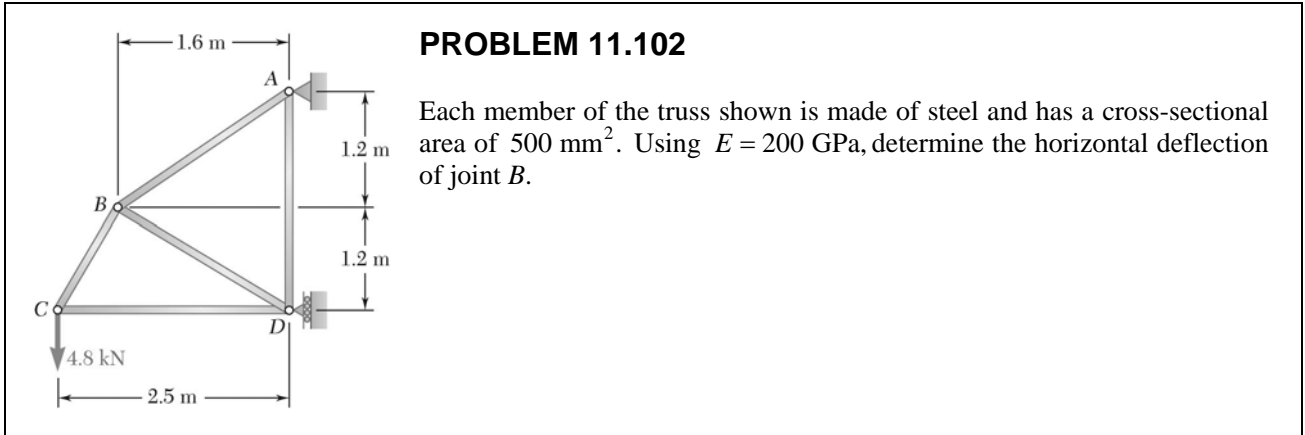 1.6 m
PROBLEM 11.102
A
Each member of the truss shown is made of steel and has a cross-sectional
1.2 m
area of 500 mm². Using E = 200 GPa, determine the horizontal deflection
of joint B.
B
1.2 m
C
D
4.8 kN
2.5 m